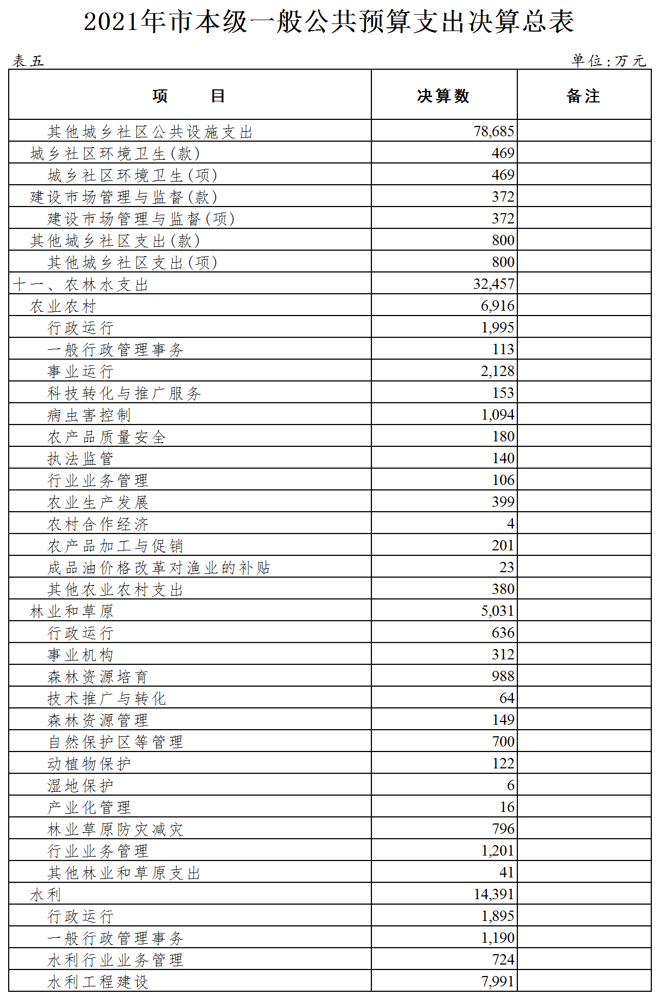 2021年市本级一般公共预算支出决算总表
表五 单位:万元
项 目 决算数 备注
其他城乡社区公共设施支出 78,685
城乡社区环境卫生(款) 469
城乡社区环境卫生(项) 469
建设市场管理与监督(款) 372
建设市场管理与监督(项) 372
其他城乡社区支出(款) 800
其他城乡社区支出(项) 800
十一、农林水支出 32,457
农业农村 6,916
行政运行 1,995
一般行政管理事务 113
事业运行 2,128
科技转化与推广服务 153
病虫害控制 1,094
农产品质量安全 180
执法监管 140
行业业务管理 106
农业生产发展 399
农村合作经济 4
农产品加工与促销 201
成品油价格改革对渔业的补贴 23
其他农业农村支出 380
林业和草原 5,031
行政运行 636
事业机构 312
森林资源培育 988
技术推广与转化 64
森林资源管理 149
自然保护区等管理 700
动植物保护 122
湿地保护 6
产业化管理 16
林业草原防灾减灾 796
行业业务管理 1,201
其他林业和草原支出 41
水利 14,391
行政运行 1,895
一般行政管理事务 1,190
水利行业业务管理 724
水利工程建设 7,991